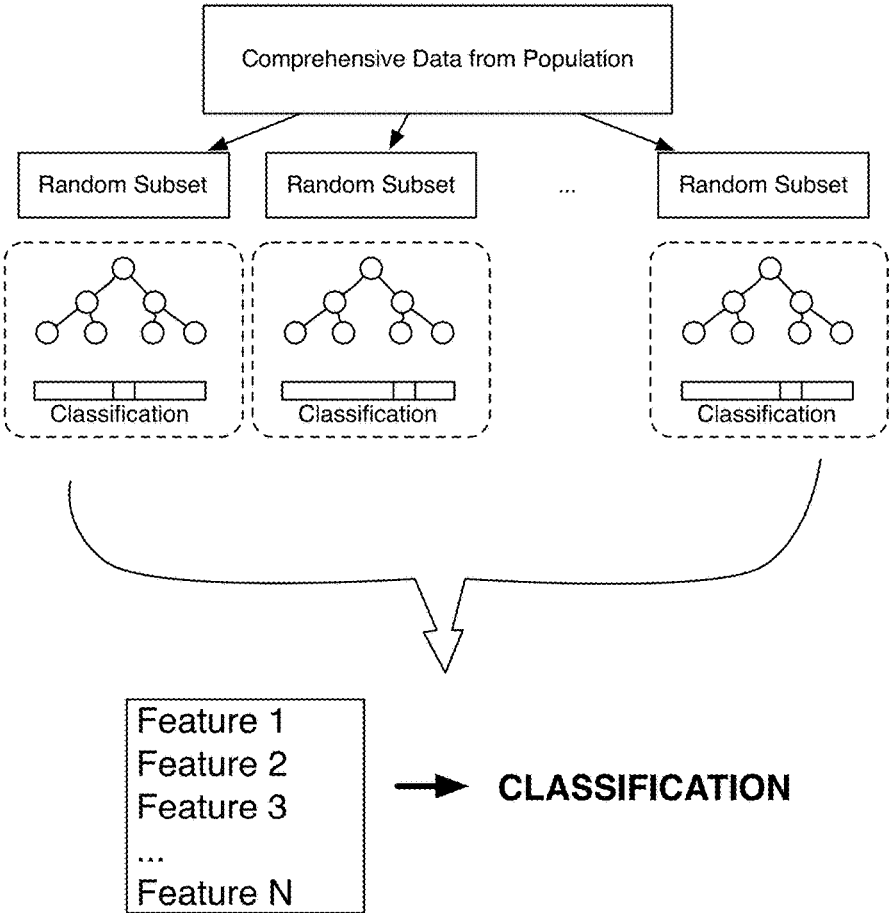 Comprehensive Data from Population
Random Subset
Random Subset
...
Random Subset
Classification
Classification
Classification
Feature 1
Feature 2
Feature 3
...
Feature N
CLASSIFICATION